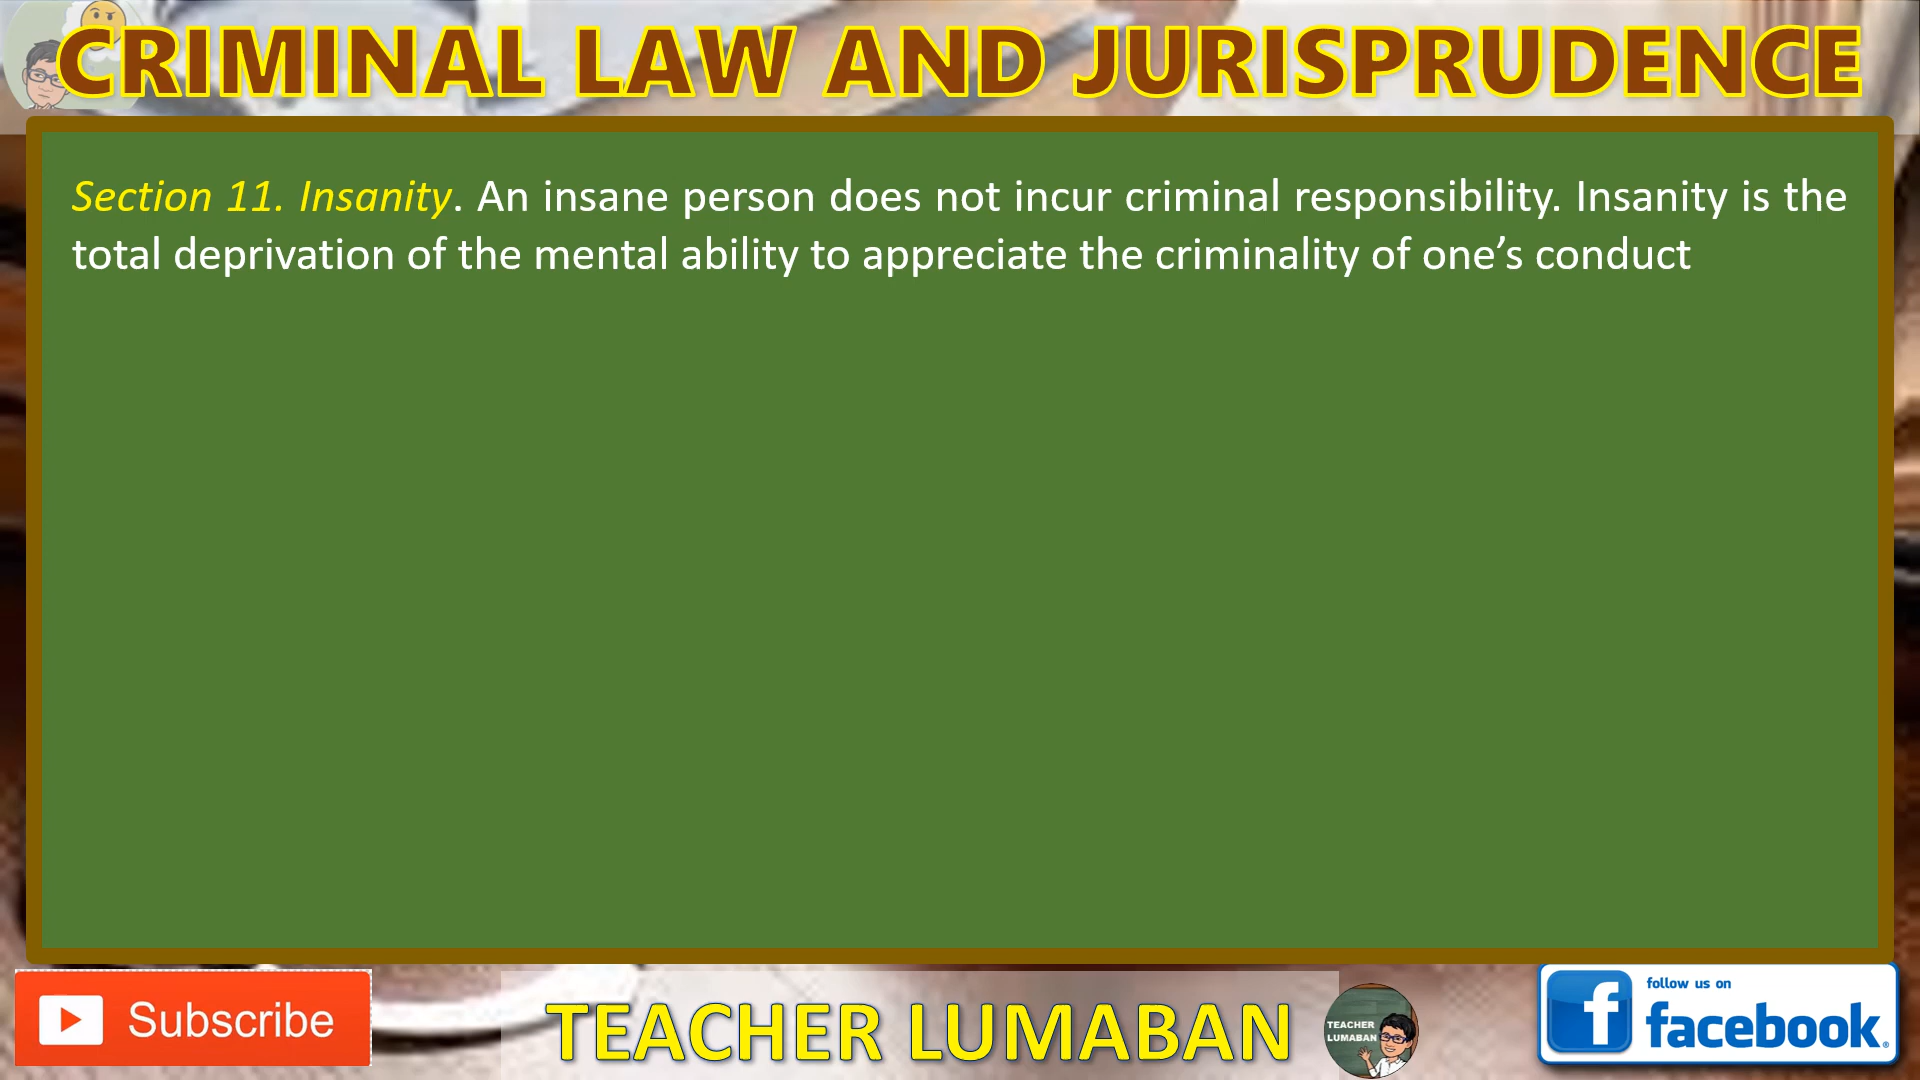 CRIMINAL LAW AND JURISPRUDENCE
Section 11. Insanity. An insane person does not incur criminal responsibility. Insanity is the
total deprivation of the mental ability to appreciate the criminality of one’s conduct
Subscribe
TEACHER LUMABAN
TEACHER
LUMABAN
follow us on
facebook